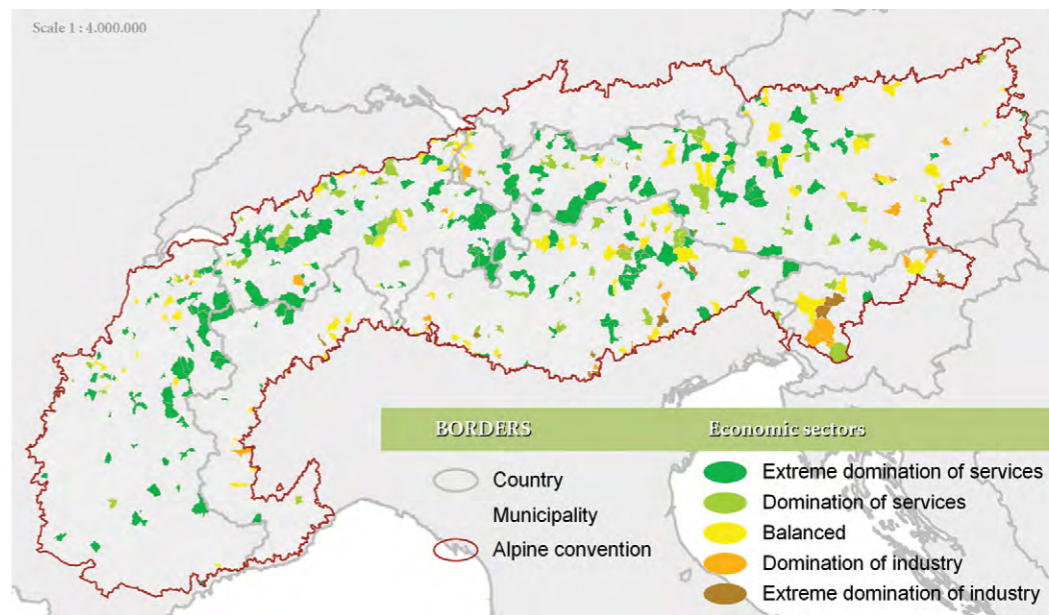 Scale 1 : 4.000.000
BORDERS
Country
Municipality
Alpine convention
Economic sectors
Extreme domination of services
Domination of services
Balanced
Domination of industry
Extreme domination of industry